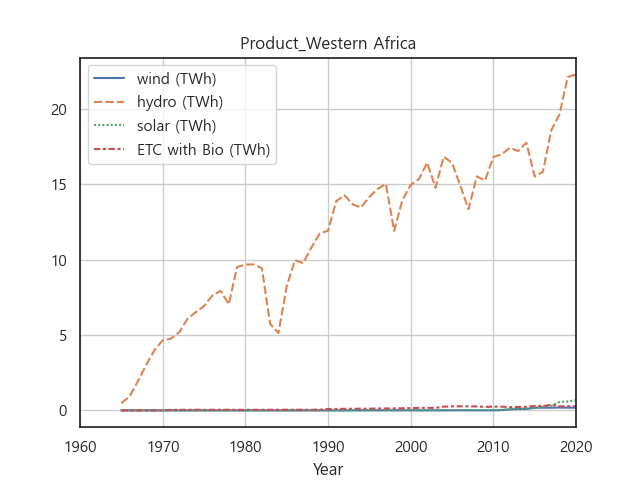 Product_Western Africa
wind (TWh)
hydro (TWh)
solar (TWh)
ETC with Bio (TWh)
20
15
10
5
0
1960 1970 1980 1990 2000 2010 2020
Year